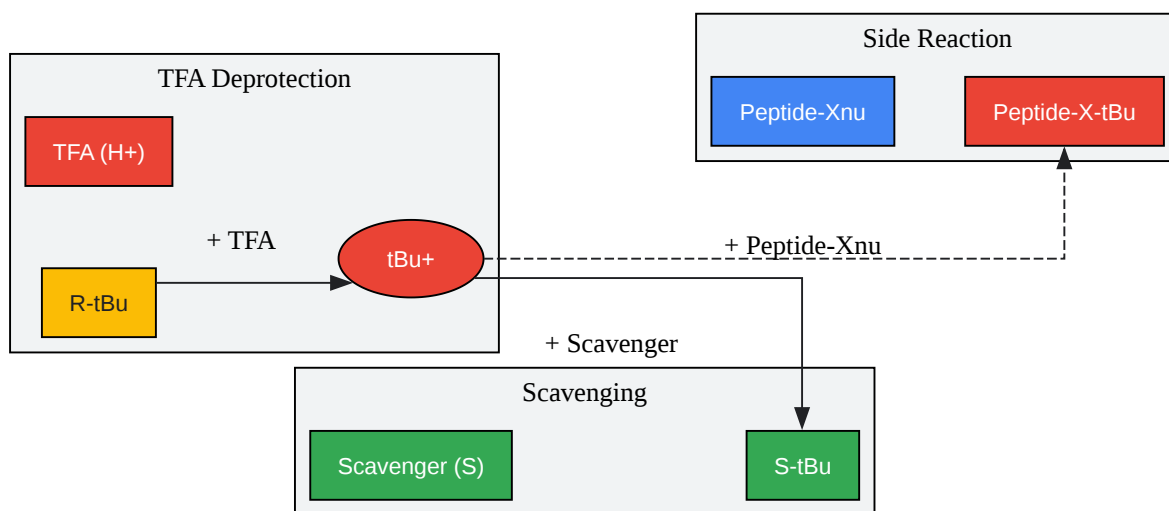 Side Reaction
Peptide-Xnu
Peptide-X-tBu
TFA Deprotection
TFA (H+)
+ TFA
R-tBu
tBu+
+ Peptide-Xnu
+ Scavenger
Scavenging
Scavenger (S)
S-tBu